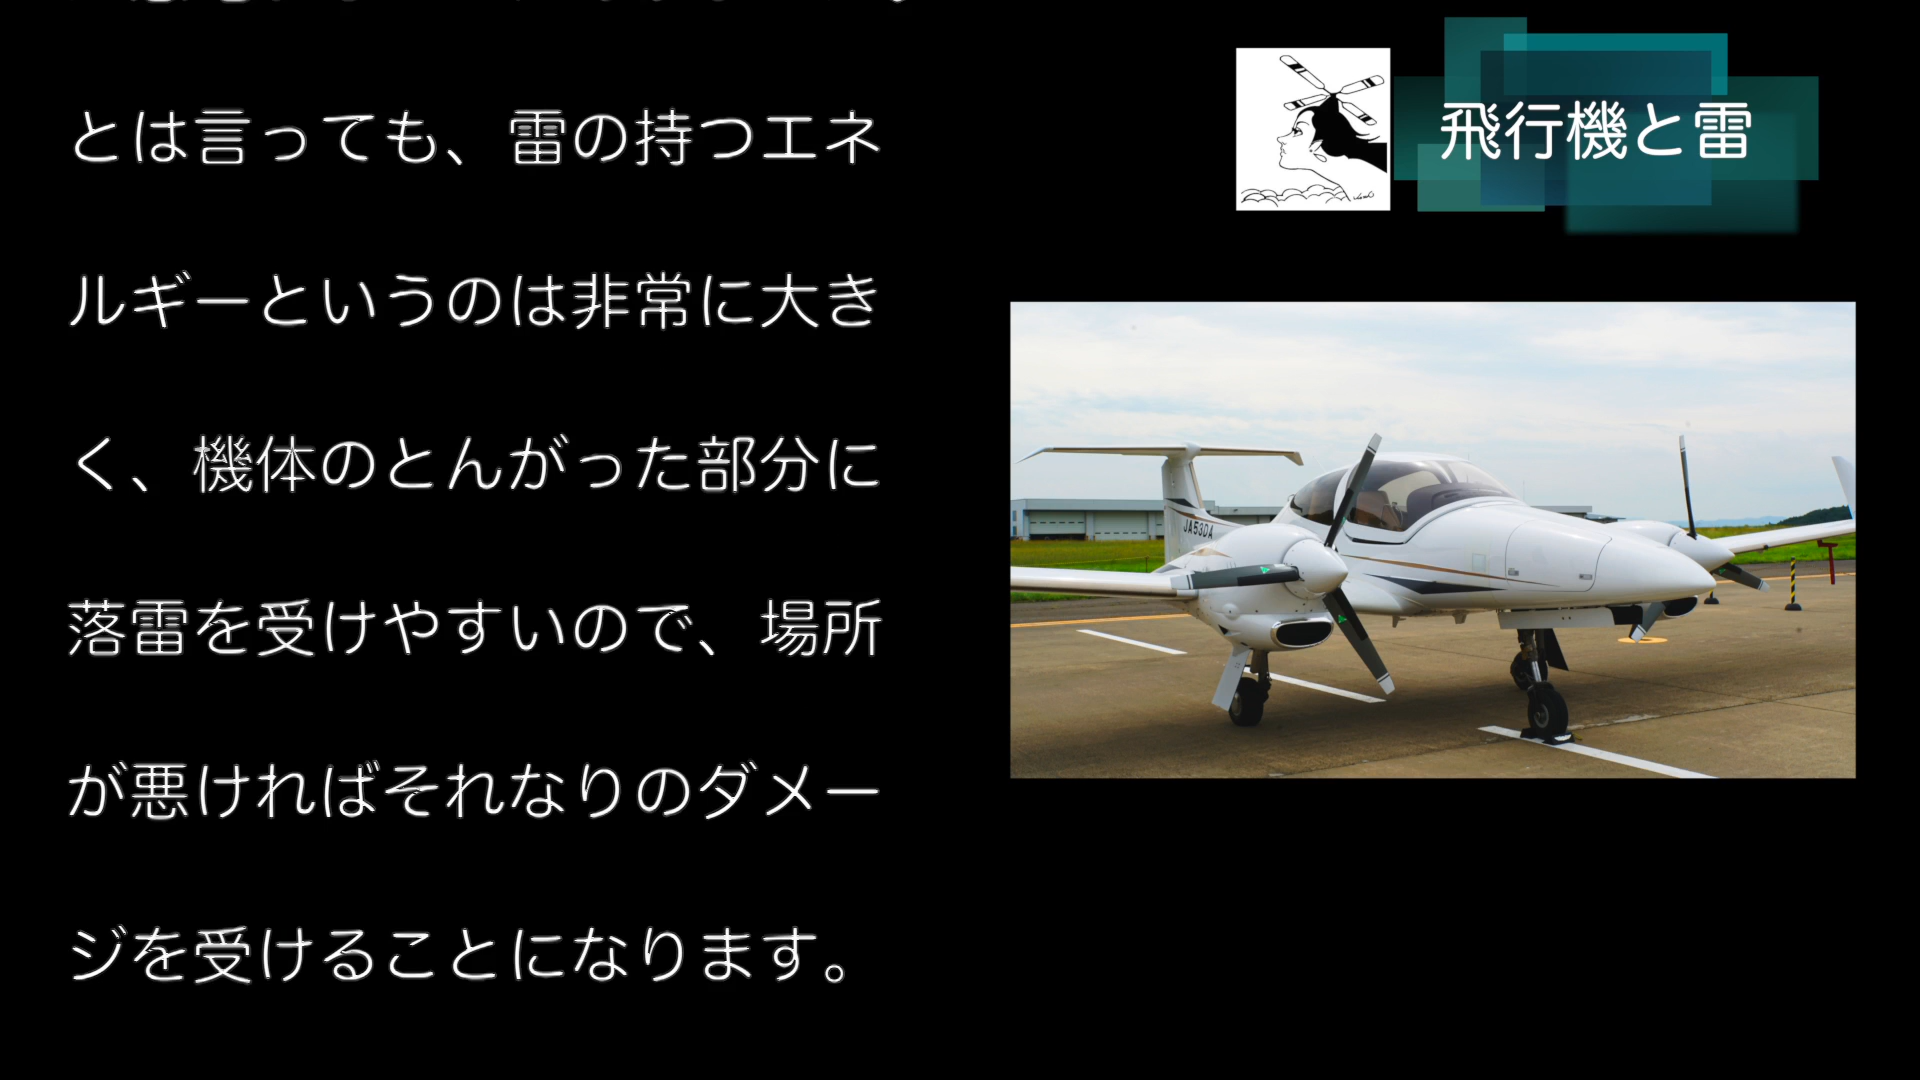 とは言っても、雷の持つエネ
ルギーというのは非常に大き
く、機体のとんがった部分に
落雷を受けやすいので、場所
が悪ければそれなりのダメー
ジを受けることになります。
飛行機と雷
JA53DA